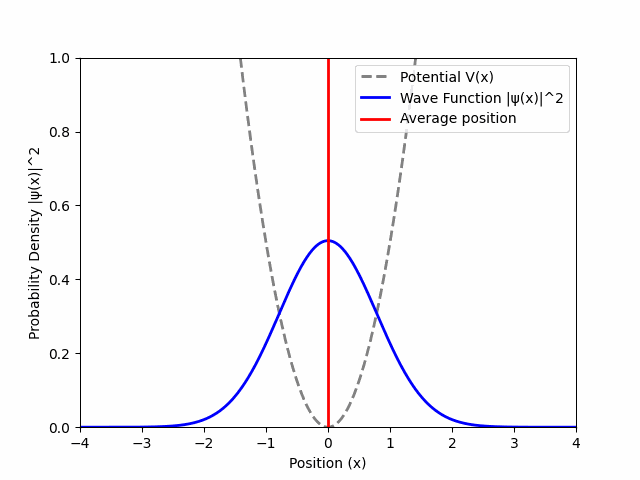 Potential V(x)
Wave Function |ψ(x)|^2
Average position
Probability Density |ψ(x)|^2
1.0
0.8
0.6
0.4
0.2
0.0
−4 −3 −2 −1 0 1 2 3 4
Position (x)